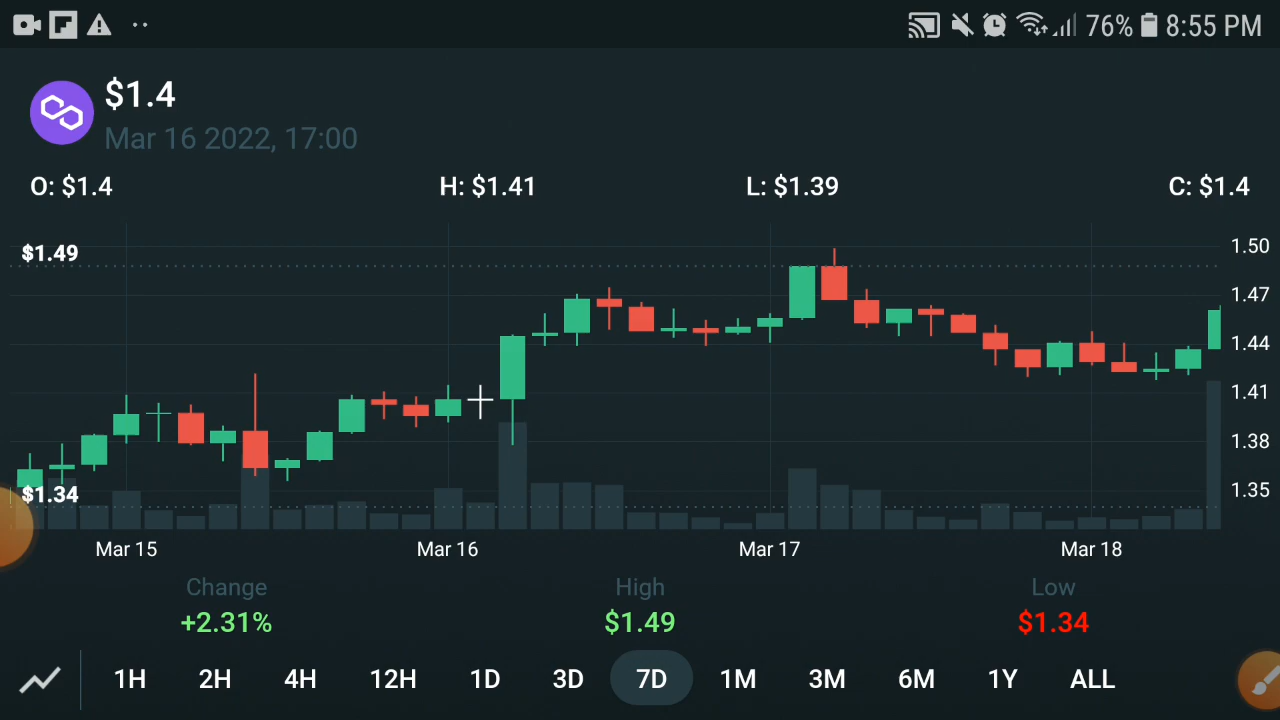 76% 8:55 PM
$1.4
Mar 16 2022, 17:00
O: $1.4 H: $1.41 L: $1.39 C: $1.4
$1.49
1.50
1.47
1.44
1.41
1.38
1.35
$1.34
Mar 15 Mar 16 Mar 17 Mar 18
Change High Low
+2.31% $1.49 $1.34
1H 2H 4H 12H 1D 3D 7D 1M 3M 6M 1Y ALL